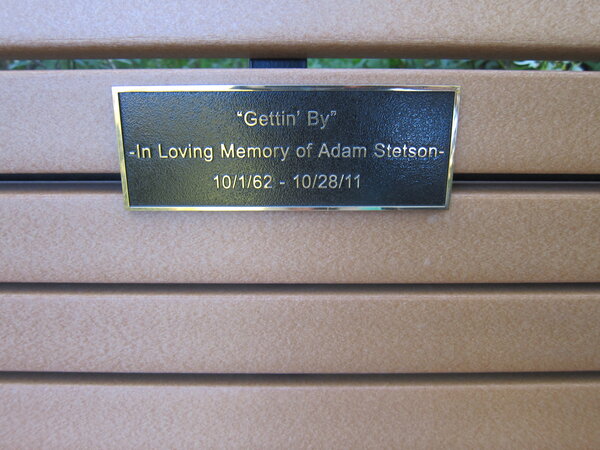 “Gettin’ By”
-In Loving Memory of Adam Stetson-
10/1/62 - 10/28/11